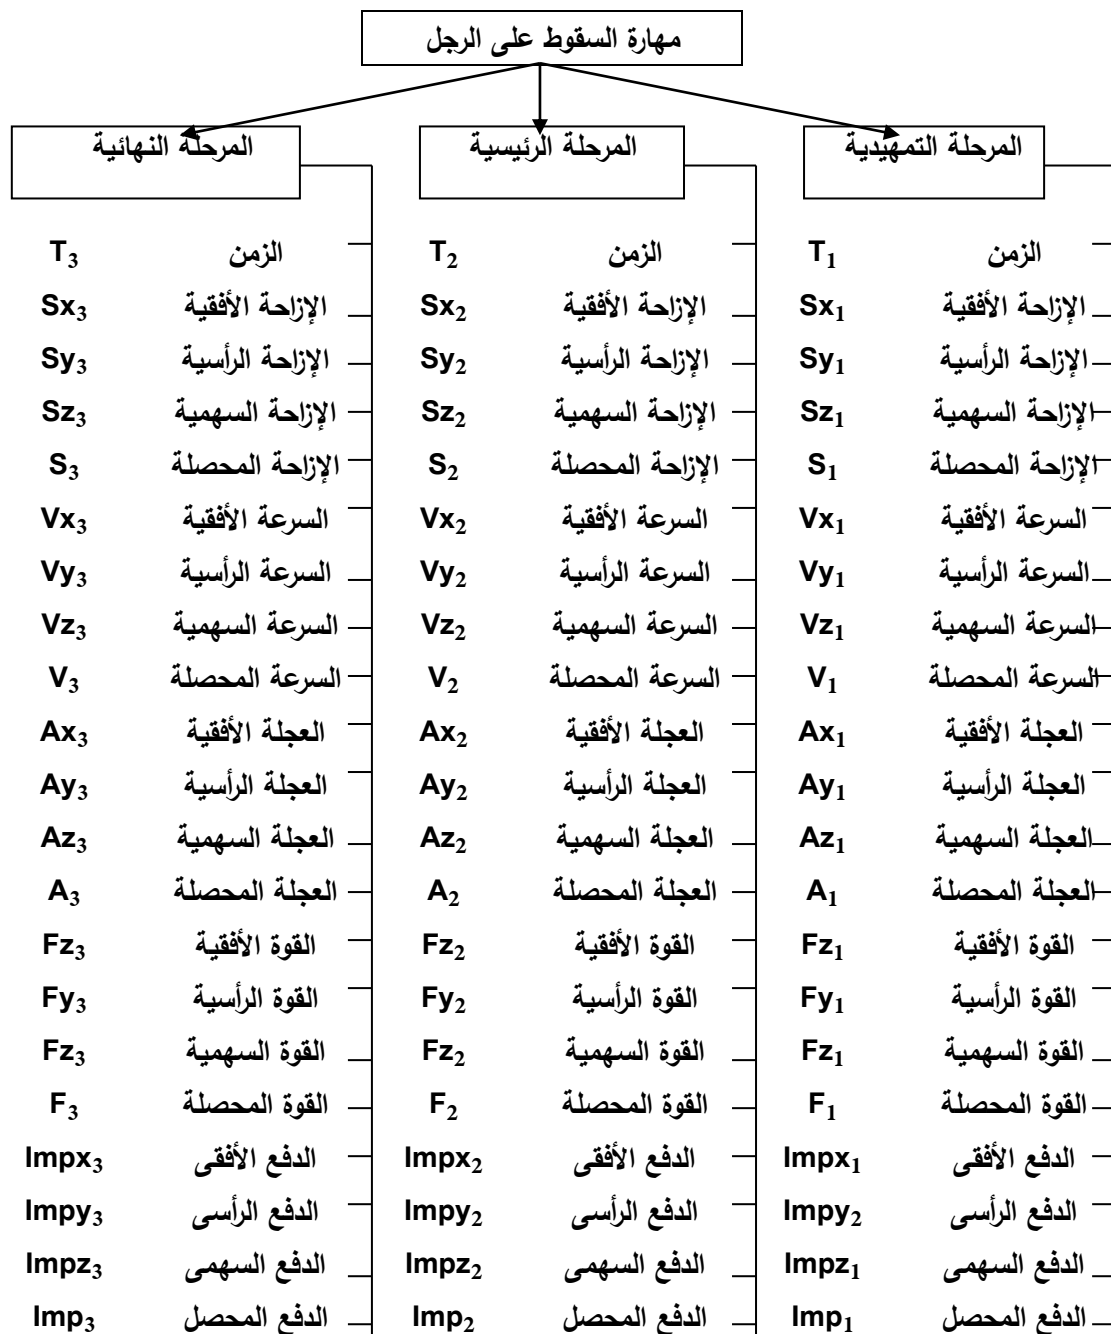 مهارة السقوط على الرجل
المرحلة التمهيدية المرحلة الرئيسية المرحلة النهائية
الزمن T₁ الزمن T₂ الزمن T₃
الإزاحة الأفقية Sx₁ الإزاحة الأفقية Sx₂ الإزاحة الأفقية Sx₃
الإزاحة الرأسية Sy₁ الإزاحة الرأسية Sy₂ الإزاحة الرأسية Sy₃
الإزاحة السهمية Sz₁ الإزاحة السهمية Sz₂ الإزاحة السهمية Sz₃
الإزاحة المحصلة S₁ الإزاحة المحصلة S₂ الإزاحة المحصلة S₃
السرعة الأفقية Vx₁ السرعة الأفقية Vx₂ السرعة الأفقية Vx₃
السرعة الرأسية Vy₁ السرعة الرأسية Vy₂ السرعة الرأسية Vy₃
السرعة السهمية Vz₁ السرعة السهمية Vz₂ السرعة السهمية Vz₃
السرعة المحصلة V₁ السرعة المحصلة V₂ السرعة المحصلة V₃
العجلة الأفقية Ax₁ العجلة الأفقية Ax₂ العجلة الأفقية Ax₃
العجلة الرأسية Ay₁ العجلة الرأسية Ay₂ العجلة الرأسية Ay₃
العجلة السهمية Az₁ العجلة السهمية Az₂ العجلة السهمية Az₃
العجلة المحصلة A₁ العجلة المحصلة A₂ العجلة المحصلة A₃
القوة الأفقية Fz₁ القوة الأفقية Fz₂ القوة الأفقية Fz₃
القوة الرأسية Fy₁ القوة الرأسية Fy₂ القوة الرأسية Fy₃
القوة السهمية Fz₁ القوة السهمية Fz₂ القوة السهمية Fz₃
القوة المحصلة F₁ القوة المحصلة F₂ القوة المحصلة F₃
الدفع الأفقى Impx₁ الدفع الأفقى Impx₂ الدفع الأفقى Impx₃
الدفع الرأسى Impy₂ الدفع الرأسى Impy₂ الدفع الرأسى Impy₃
الدفع السهمى Impz₁ الدفع السهمى Impz₂ الدفع السهمى Impz₃
الدفع المحصل Imp₁ الدفع المحصل Imp₂ الدفع المحصل Imp₃